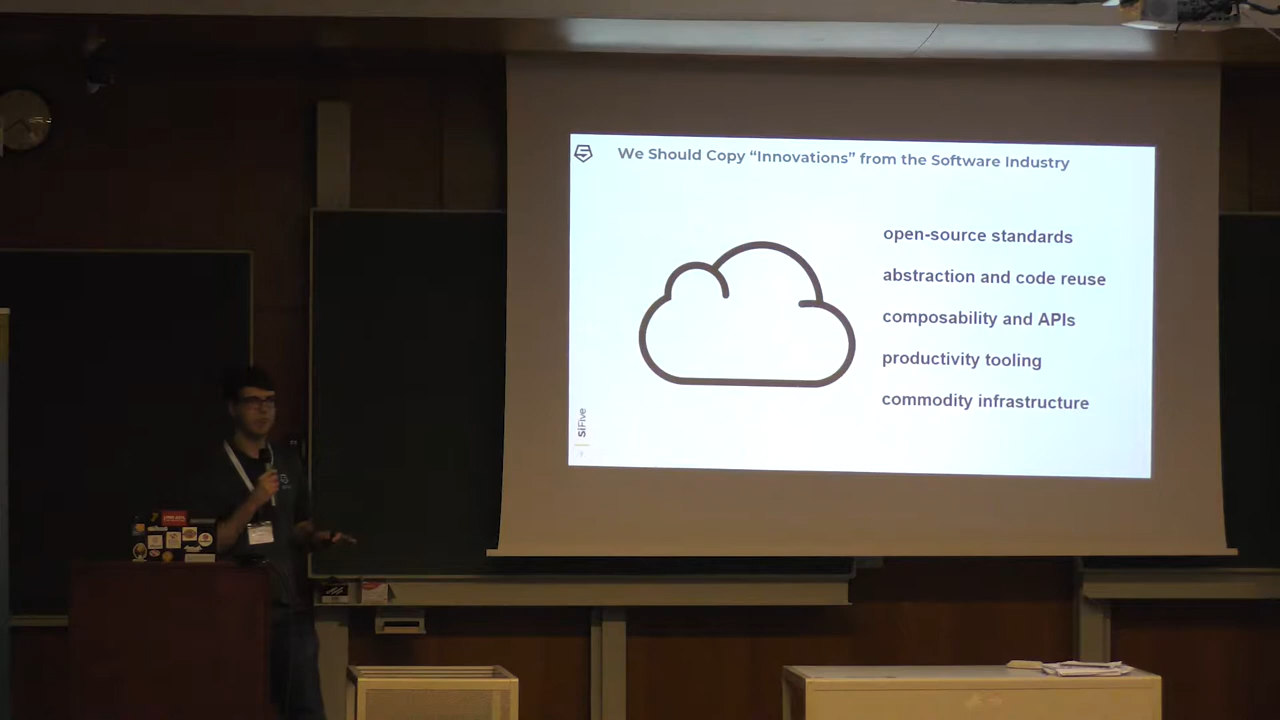 We Should Copy “Innovations” from the Software Industry
open-source standards
abstraction and code reuse
composability and APIs
productivity tooling
commodity infrastructure
SiFive